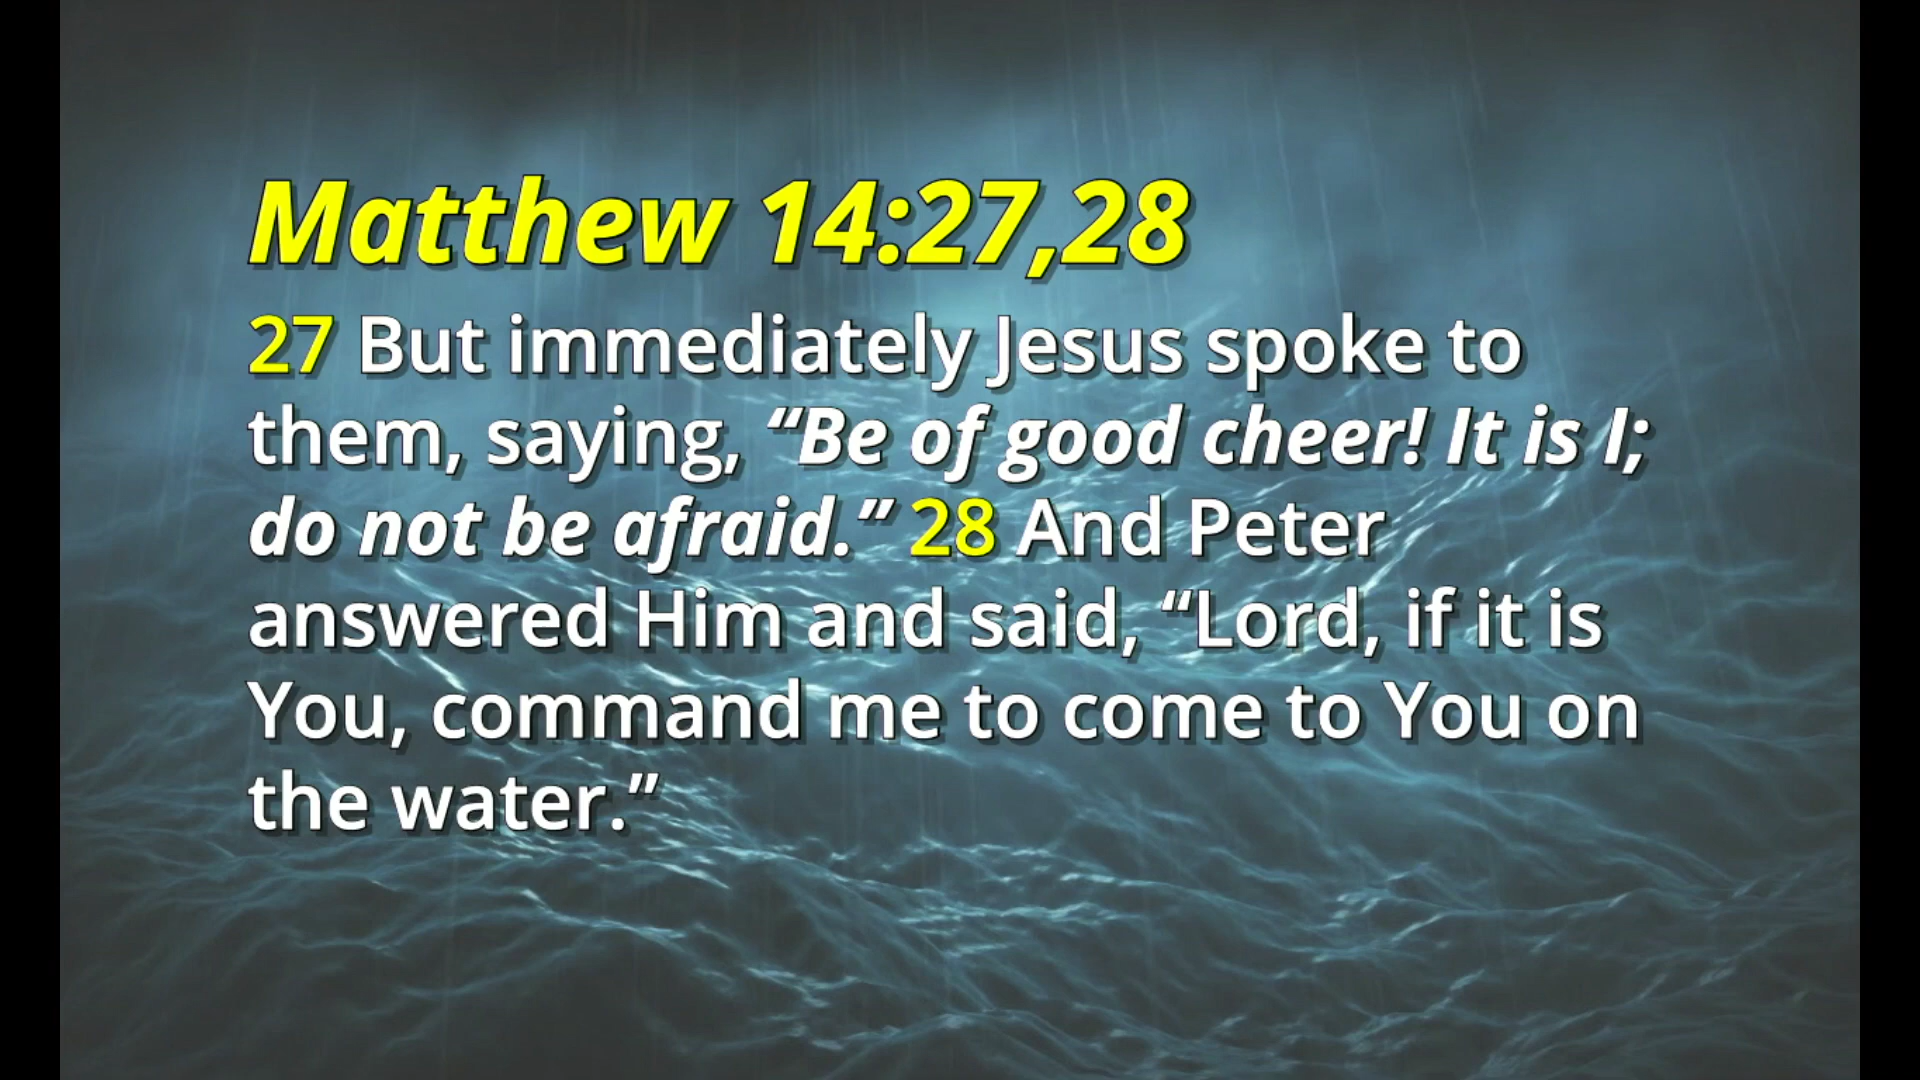 Matthew 14:27,28
27 But immediately Jesus spoke to
them, saying, “Be of good cheer! It is I;
do not be afraid.” 28 And Peter
answered Him and said, “Lord, if it is
You, command me to come to You on
the water.”